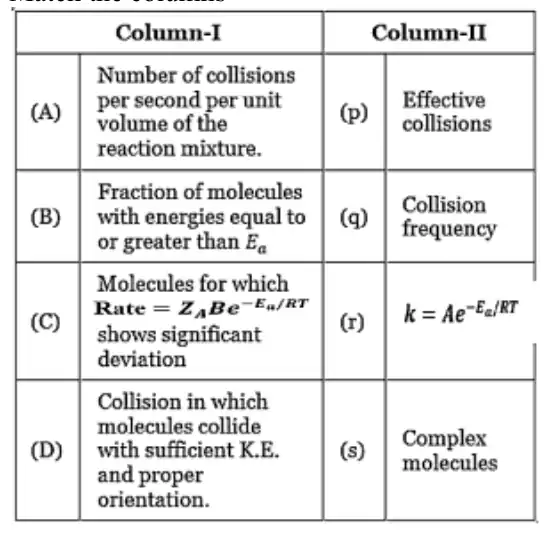 Match the columns
Column-I Column-II
(A) Number of collisions per second per unit volume of the reaction mixture. (p) Effective collisions
(B) Fraction of molecules with energies equal to or greater than Eₐ (q) Collision frequency
(C) Molecules for which Rate = Z_A B e^{−Eₐ/RT} shows significant deviation (r) k = Ae^{−Eₐ/RT}
(D) Collision in which molecules collide with sufficient K.E. and proper orientation. (s) Complex molecules